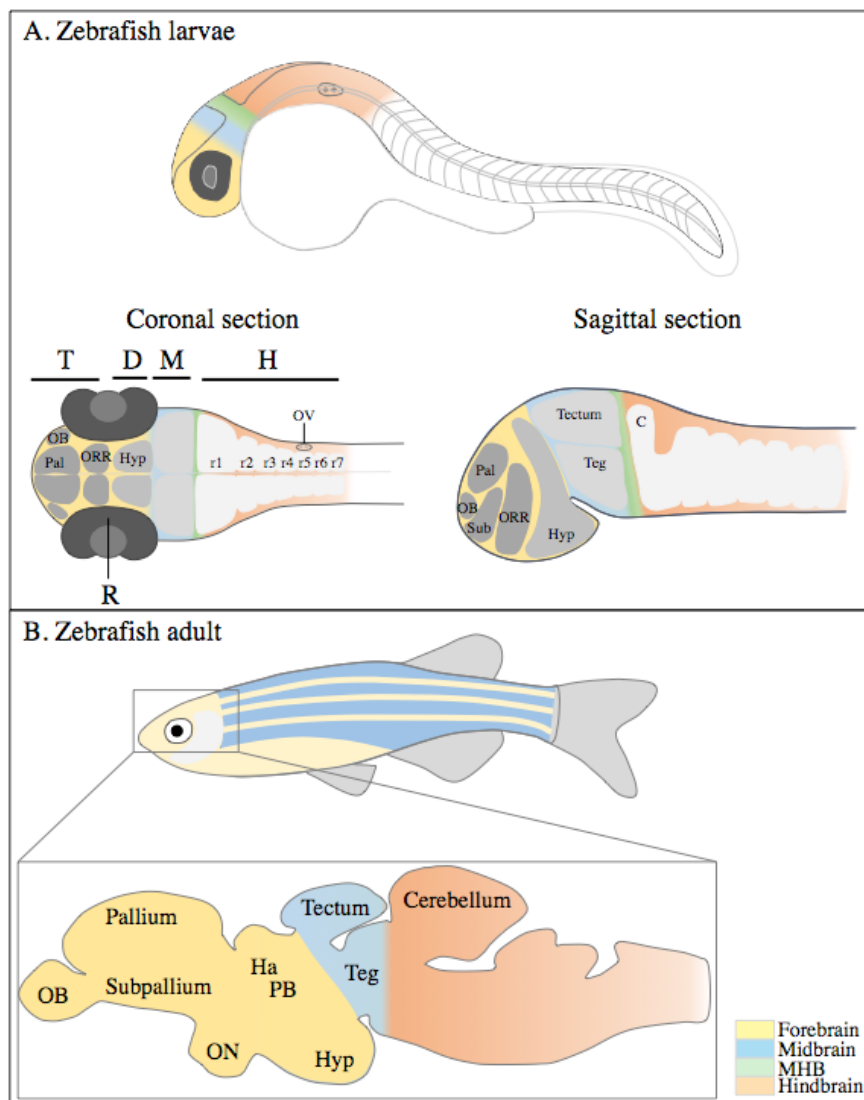 A. Zebrafish larvae
Coronal section
Sagittal section
T D M H
OV
OB
Pal ORR Hyp
r1 r2 r3 r4 r5 r6 r7
R
Tectum
C
Teg
Pal
OB
Sub
ORR
Hyp
B. Zebrafish adult
Pallium
Tectum
Cerebellum
Ha
Teg
OB
Subpallium
PB
ON
Hyp
Forebrain
Midbrain
MHB
Hindbrain